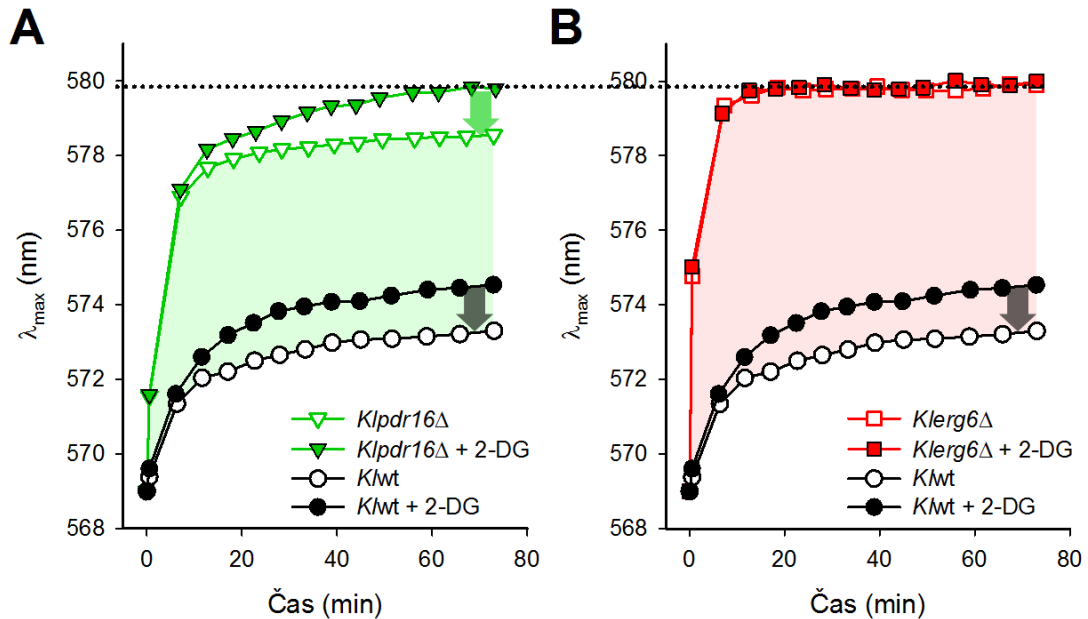 A
580
578
576
574
572
570
568
λmax (nm)
Klpdr16Δ
Klpdr16Δ + 2-DG
Klwt
Klwt + 2-DG
0 20 40 60 80
Čas (min)
B
580
578
576
574
572
570
568
λmax (nm)
Klerg6Δ
Klerg6Δ + 2-DG
Klwt
Klwt + 2-DG
0 20 40 60 80
Čas (min)